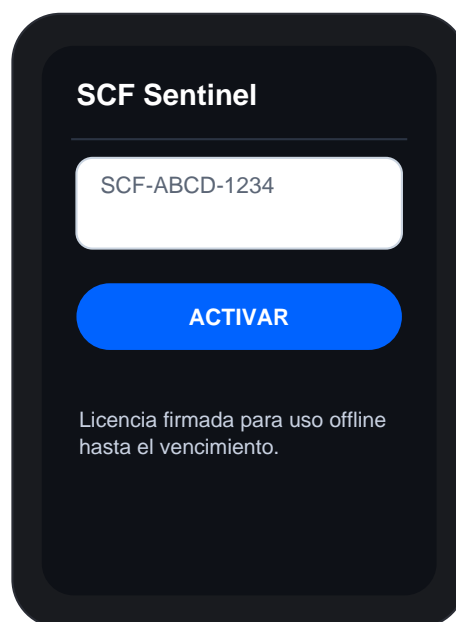 SCF Sentinel
SCF-ABCD-1234
ACTIVAR
Licencia firmada para uso offline
hasta el vencimiento.